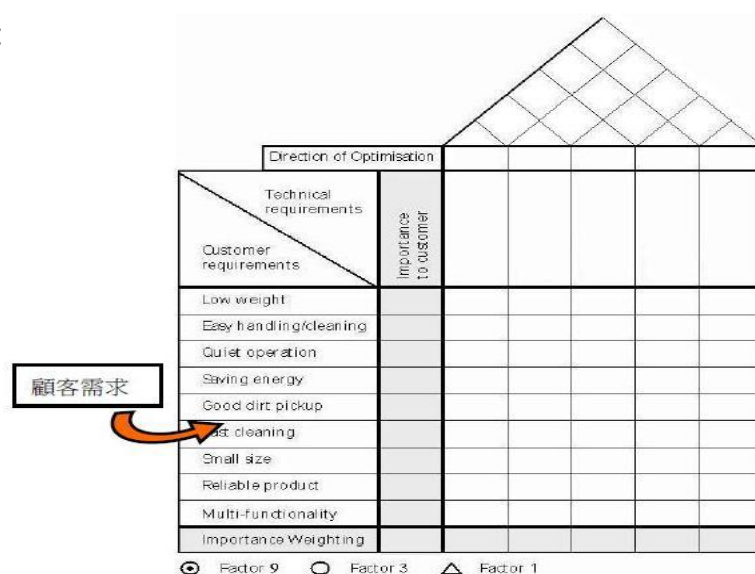 :
Direction of Optimisation
Technical
requirements
Importance
to customer
Customer
requirements
Low weight
Easy handling/cleaning
Quiet operation
Saving energy
Good dirt pickup
顧客需求
cleaning
Small size
Reliable product
Multi-functionality
Importance Weighting
Factor 9 Factor 3 Factor 1